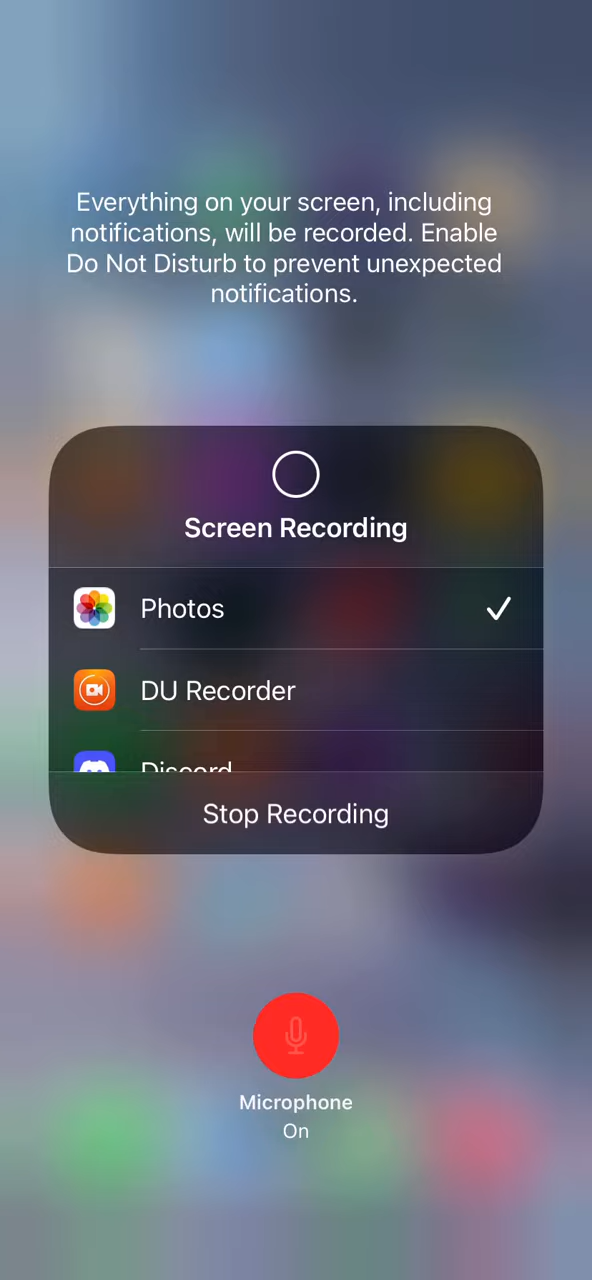 Everything on your screen, including
notifications, will be recorded. Enable
Do Not Disturb to prevent unexpected
notifications.
Screen Recording
Photos
DU Recorder
Discord
Stop Recording
Microphone
On